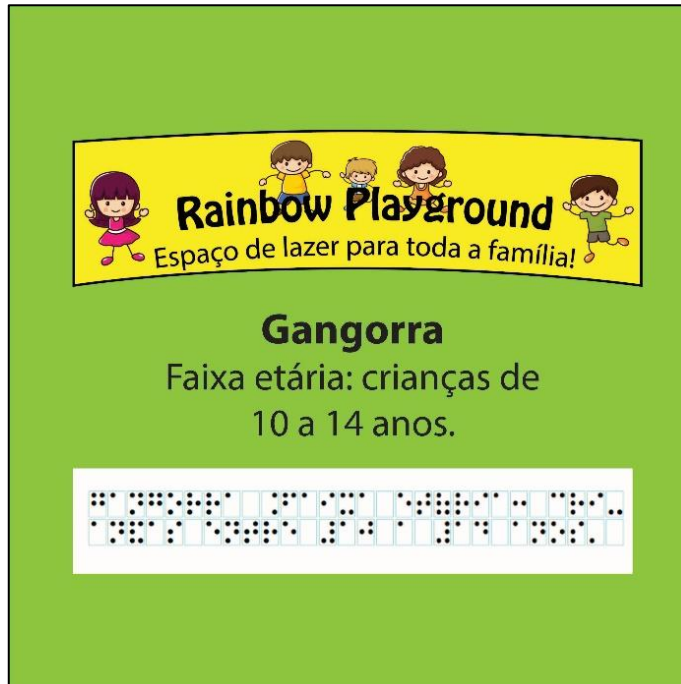 Rainbow Playground
Espaço de lazer para toda a família!
Gangorra
Faixa etária: crianças de
10 a 14 anos.